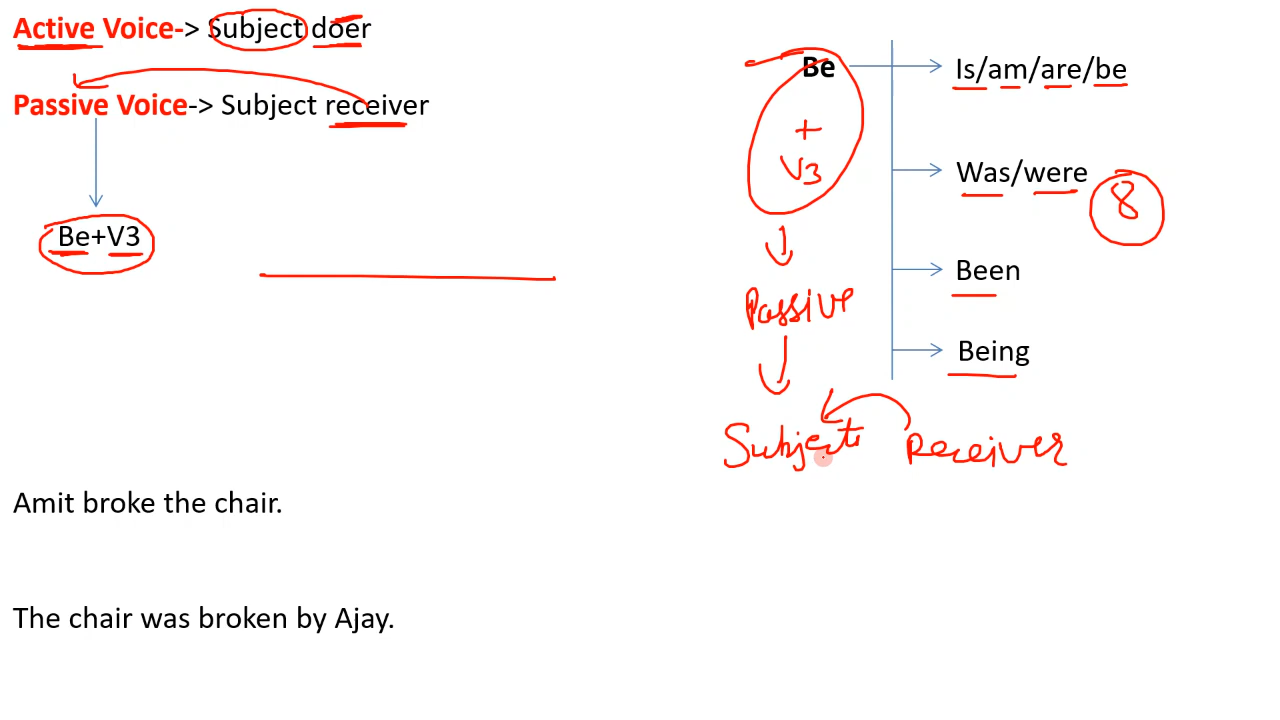 Active Voice-> Subject doer
Passive Voice-> Subject receiver
Be+V3
Be
+
V3
Passive
Subject Receiver
Is/am/are/be
Was/were
8
Been
Being
Amit broke the chair.
The chair was broken by Ajay.